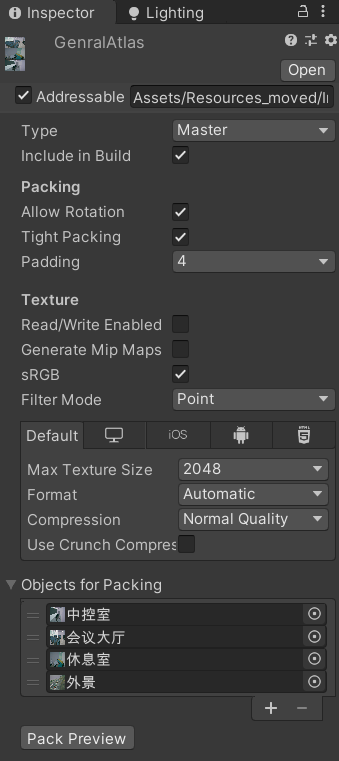 Inspector
Lighting
GenralAtlas
Open
Addressable Assets/Resources_moved/I
Type Master
Include in Build
Packing
Allow Rotation
Tight Packing
Padding 4
Texture
Read/Write Enabled
Generate Mip Maps
sRGB
Filter Mode Point
Default iOS HTML 5
Max Texture Size 2048
Format Automatic
Compression Normal Quality
Use Crunch Compres
Objects for Packing
中控室
会议大厅
休息室
外景
Pack Preview